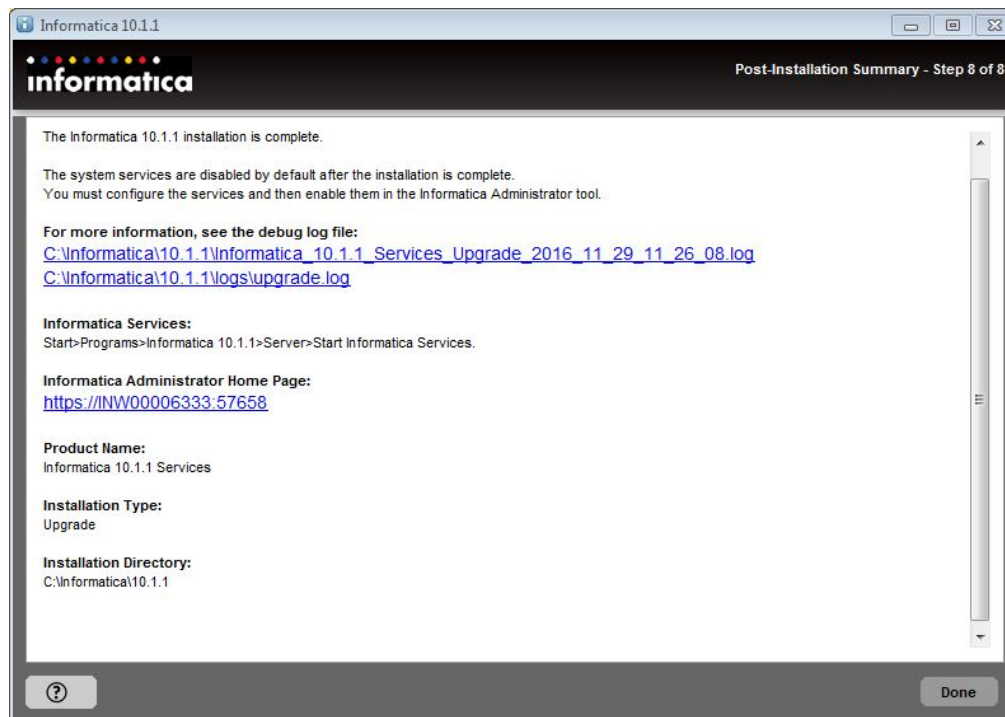 Informatica 10.1.1
informatica
Post-Installation Summary - Step 8 of 8
The Informatica 10.1.1 installation is complete.
The system services are disabled by default after the installation is complete.
You must configure the services and then enable them in the Informatica Administrator tool.
For more information, see the debug log file:
C:\Informatica\10.1.1\Informatica_10.1.1_Services_Upgrade_2016_11_29_11_26_08.log
C:\Informatica\10.1.1\logs\upgrade.log
Informatica Services:
Start>Programs>Informatica 10.1.1>Server>Start Informatica Services.
Informatica Administrator Home Page:
https://INW00006333:57658
Product Name:
Informatica 10.1.1 Services
Installation Type:
Upgrade
Installation Directory:
C:\Informatica\10.1.1
?
Done